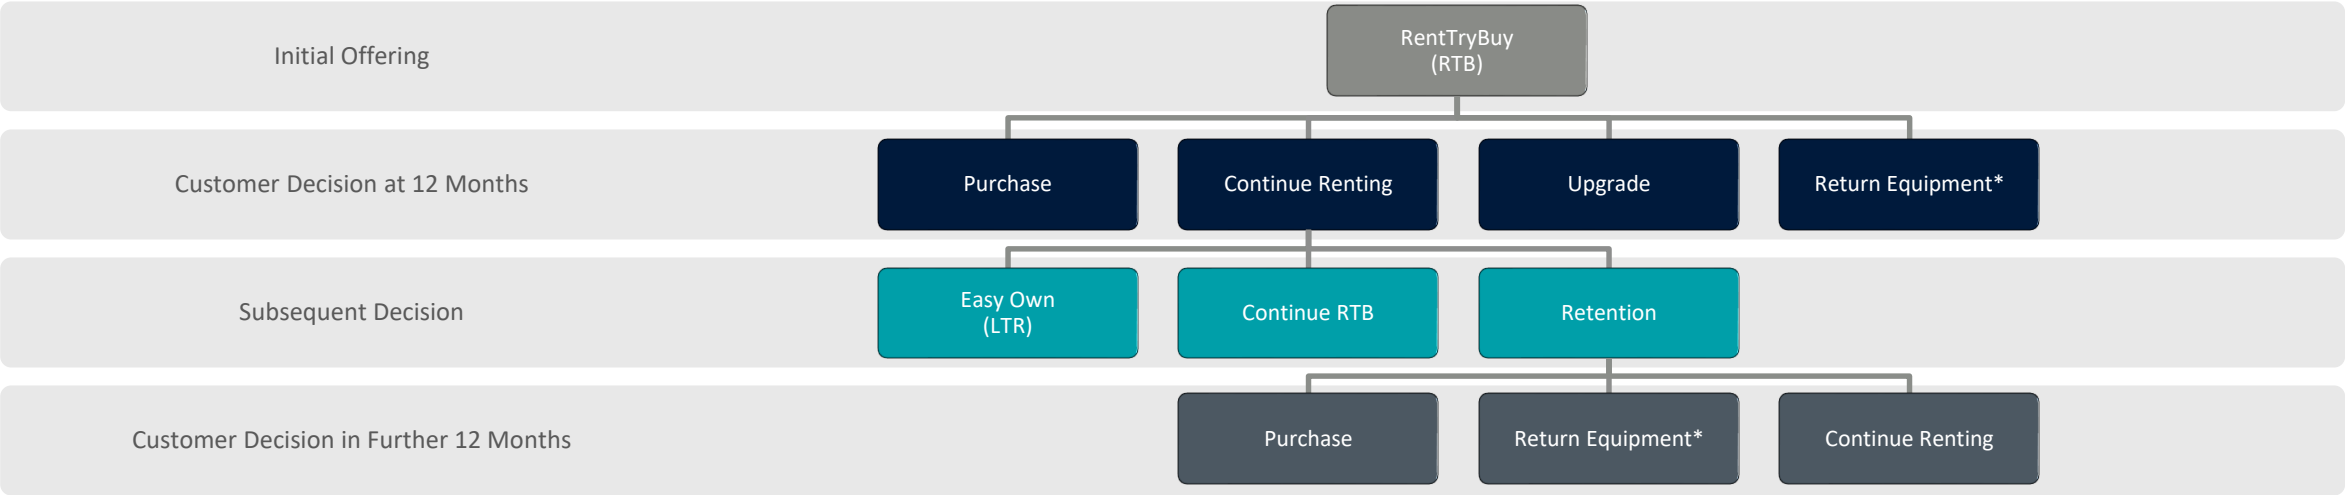 Initial Offering
RentTryBuy
(RTB)
Customer Decision at 12 Months
Purchase
Continue Renting
Upgrade
Return Equipment*
Subsequent Decision
Easy Own
(LTR)
Continue RTB
Retention
Customer Decision in Further 12 Months
Purchase
Return Equipment*
Continue Renting